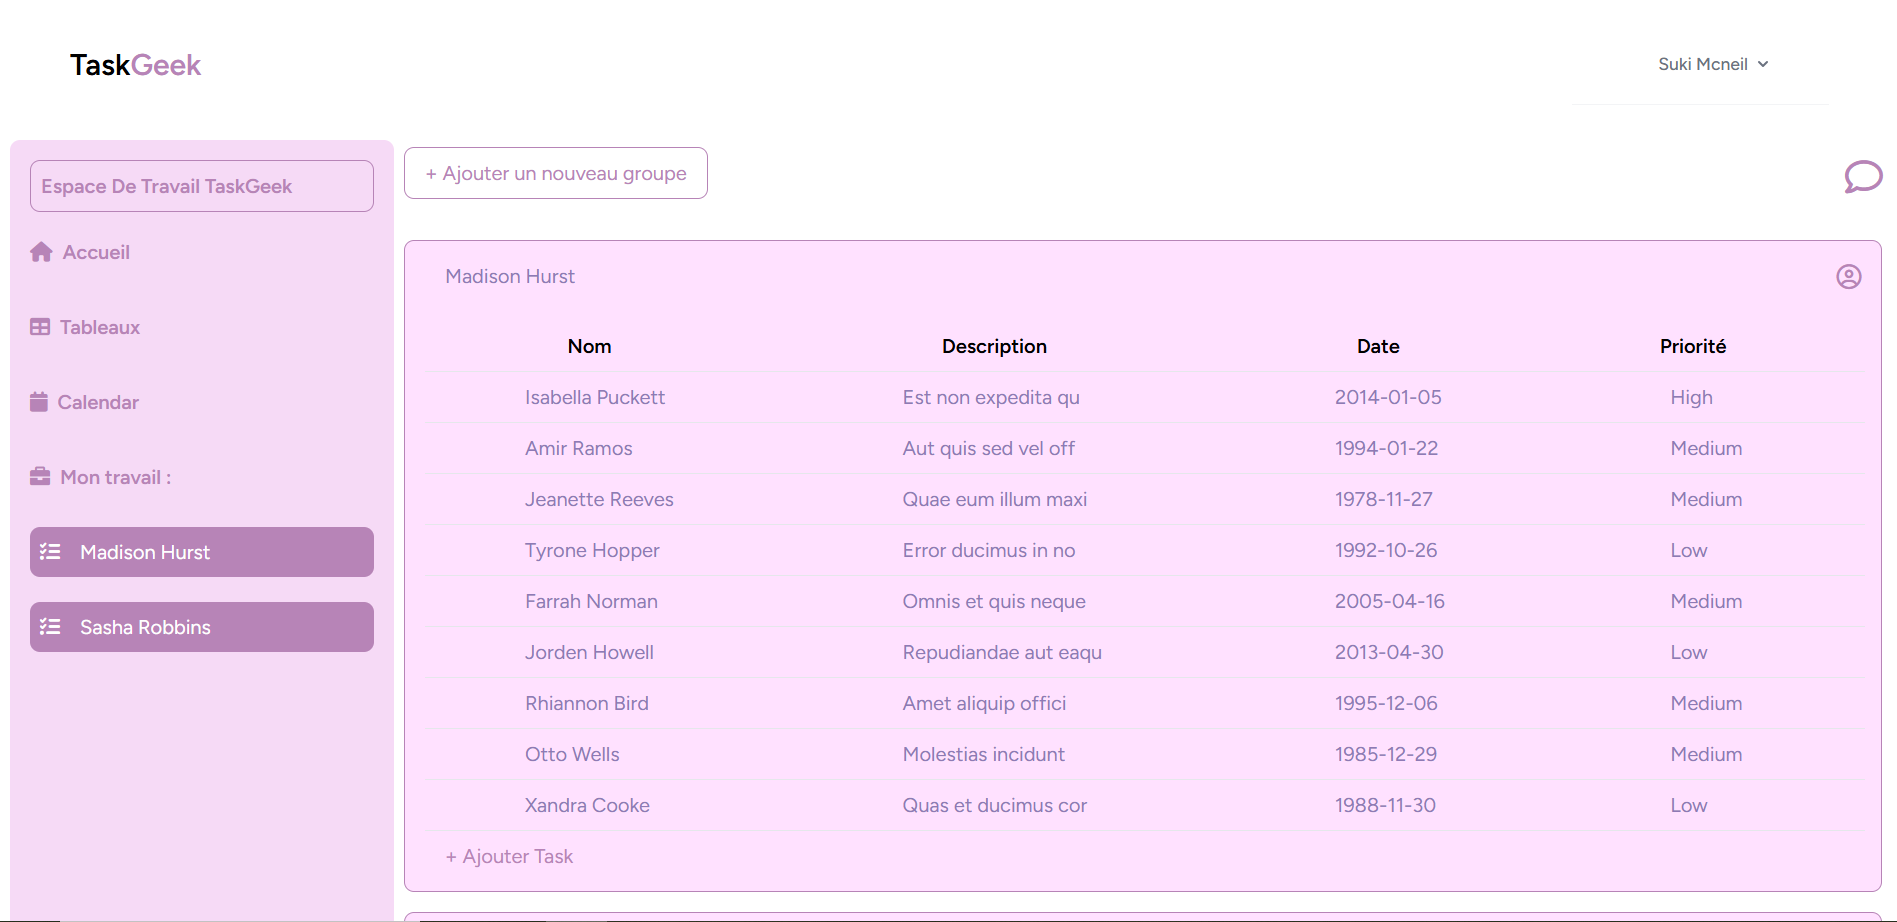 TaskGeek
Suki Mcneil
Espace De Travail TaskGeek
Accueil
Tableaux
Calendar
Mon travail :
Madison Hurst
Sasha Robbins
+ Ajouter un nouveau groupe
Madison Hurst
Nom Description Date Priorité
Isabella Puckett Est non expedita qu 2014-01-05 High
Amir Ramos Aut quis sed vel off 1994-01-22 Medium
Jeanette Reeves Quae eum illum maxi 1978-11-27 Medium
Tyrone Hopper Error ducimus in no 1992-10-26 Low
Farrah Norman Omnis et quis neque 2005-04-16 Medium
Jorden Howell Repudiandae aut eaqu 2013-04-30 Low
Rhiannon Bird Amet aliquip offici 1995-12-06 Medium
Otto Wells Molestias incidunt 1985-12-29 Medium
Xandra Cooke Quas et ducimus cor 1988-11-30 Low
+ Ajouter Task